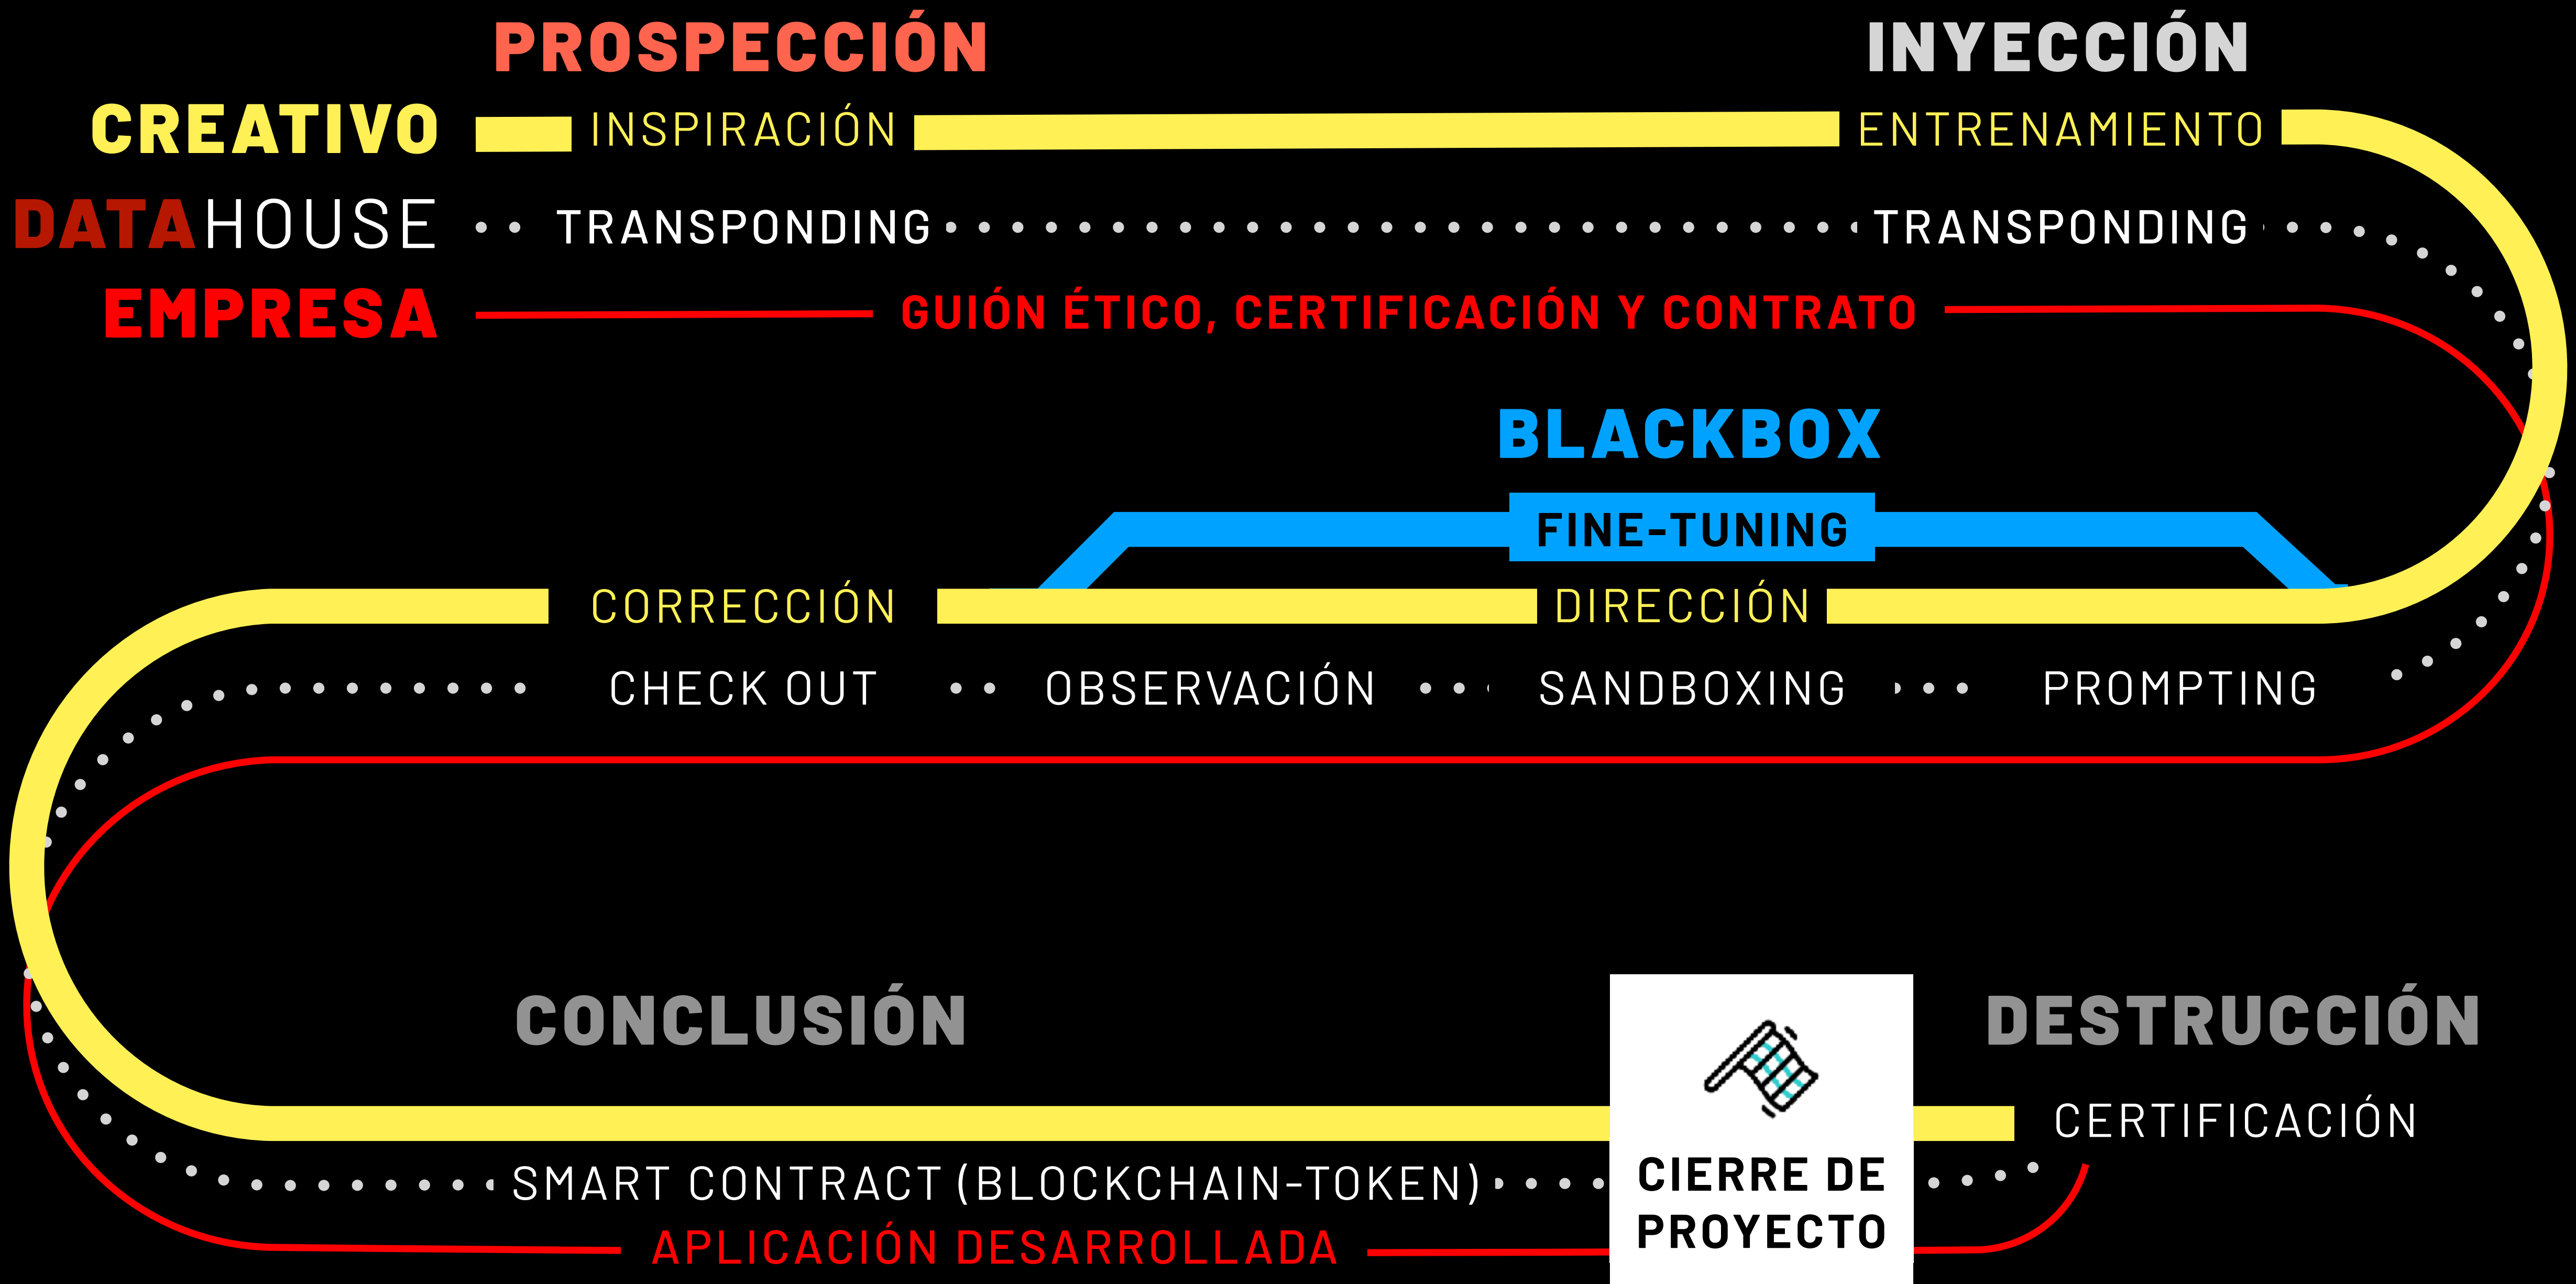 PROSPECCIÓN
INYECCIÓN
CREATIVO
INSPIRACIÓN
ENTRENAMIENTO
DATAHOUSE
TRANSPONDING
TRANSPONDING
EMPRESA
GUIÓN ÉTICO, CERTIFICACIÓN Y CONTRATO
BLACKBOX
FINE-TUNING
CORRECCIÓN
DIRECCIÓN
CHECK OUT
OBSERVACIÓN
SANDBOXING
PROMPTING
CONCLUSIÓN
DESTRUCCIÓN
CERTIFICACIÓN
SMART CONTRACT (BLOCKCHAIN-TOKEN)
CIERRE DE
PROYECTO
APLICACIÓN DESARROLLADA